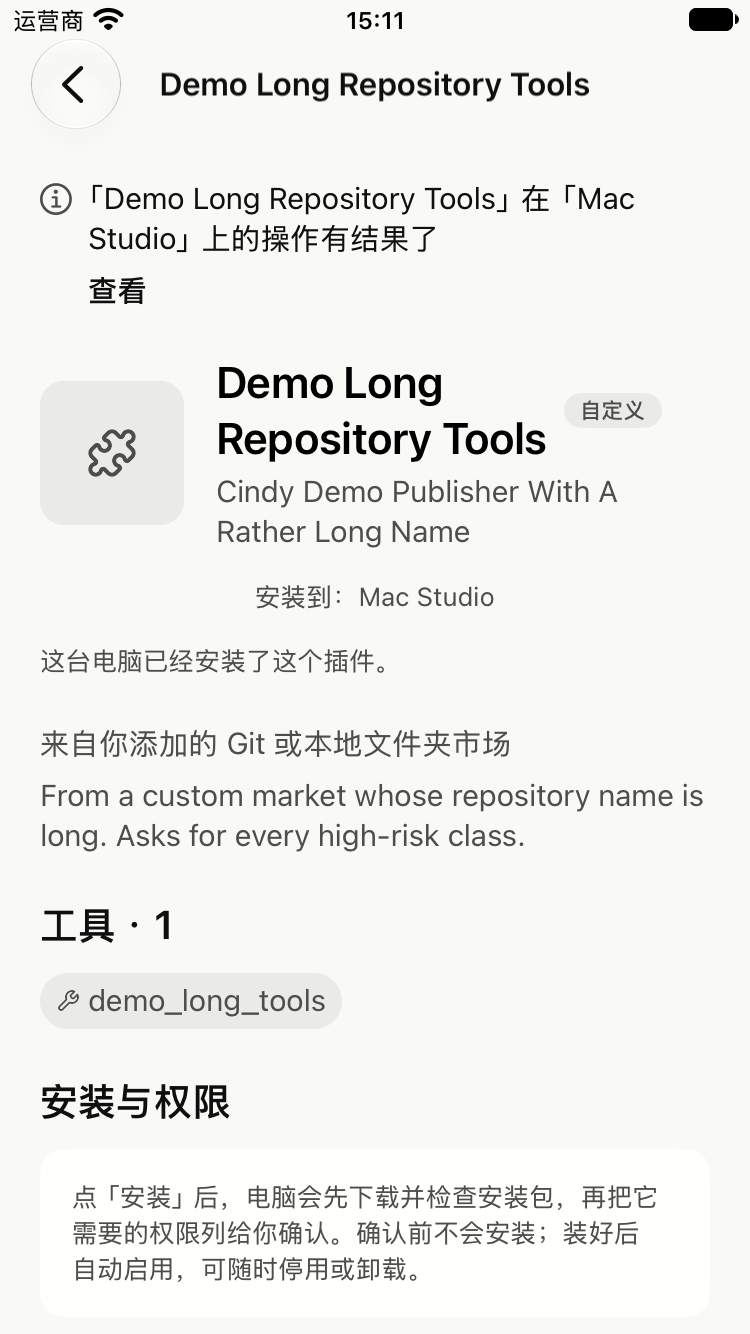 运营商
15:11
Demo Long Repository Tools
「Demo Long Repository Tools」在「Mac
Studio」上的操作有结果了
查看
Demo Long
Repository Tools
自定义
Cindy Demo Publisher With A
Rather Long Name
安装到：Mac Studio
这台电脑已经安装了这个插件。
来自你添加的 Git 或本地文件夹市场
From a custom market whose repository name is
long. Asks for every high-risk class.
工具 · 1
demo_long_tools
安装与权限
点「安装」后，电脑会先下载并检查安装包，再把它
需要的权限列给你确认。确认前不会安装；装好后
自动启用，可随时停用或卸载。